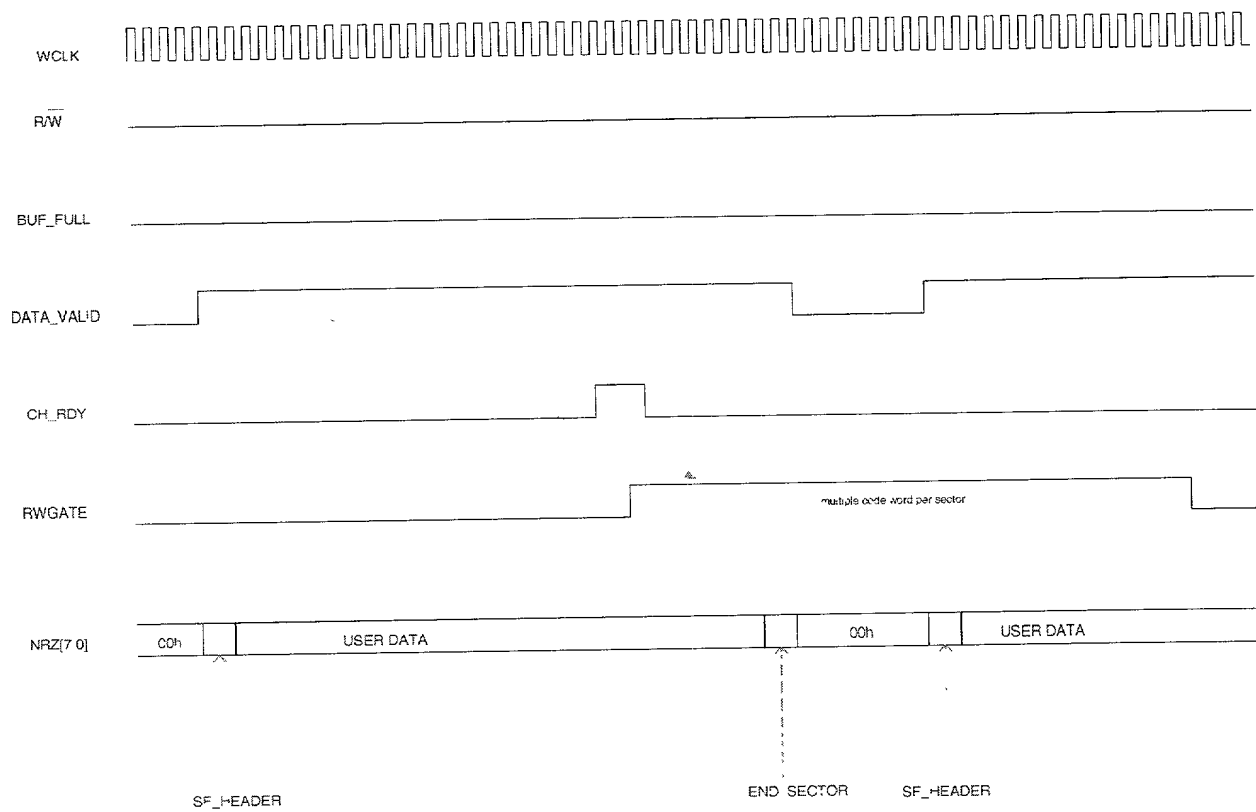 WCLK
R/W
BUF_FULL
DATA_VALID
CH_RDY
RWGATE
multiple code word per sector
NRZ[7 0] 00h USER DATA 00h USER DATA
SF_HEADER END SECTOR SF_HEADER